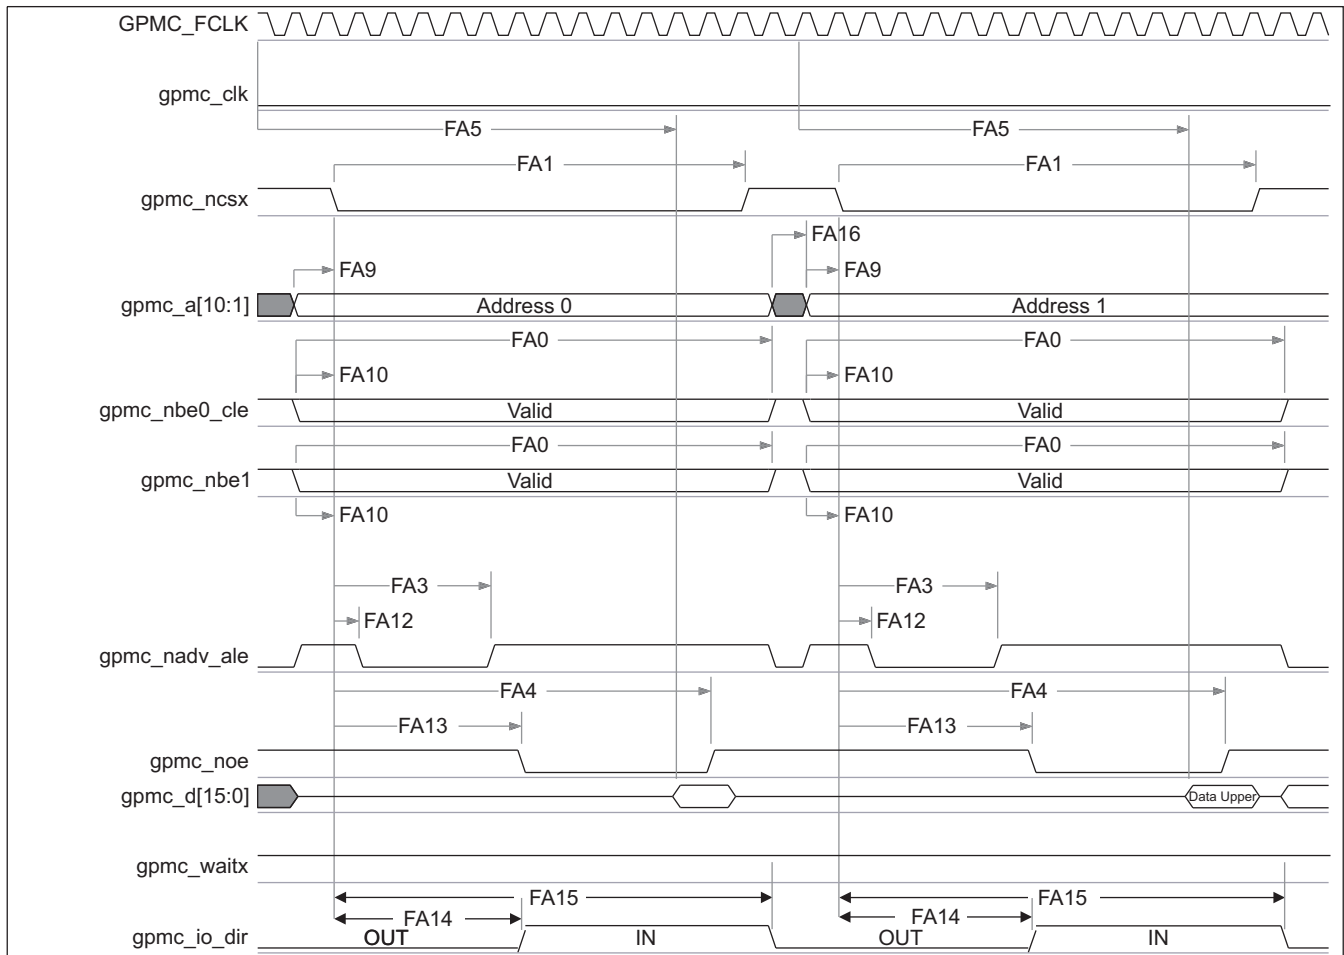 GPMC_FCLK
gpmc_clk
FA5 FA5
FA1 FA1
gpmc_ncsx
FA16
FA9 FA9
gpmc_a[10:1] Address 0 Address 1
FA0 FA0
FA10 FA10
gpmc_nbe0_cle Valid Valid
FA0 FA0
gpmc_nbe1 Valid Valid
FA10 FA10
FA3 FA3
FA12 FA12
gpmc_nadv_ale
FA4 FA4
FA13 FA13
gpmc_noe
gpmc_d[15:0] Data Upper
gpmc_waitx
FA15 FA15
FA14 FA14
gpmc_io_dir OUT IN OUT IN